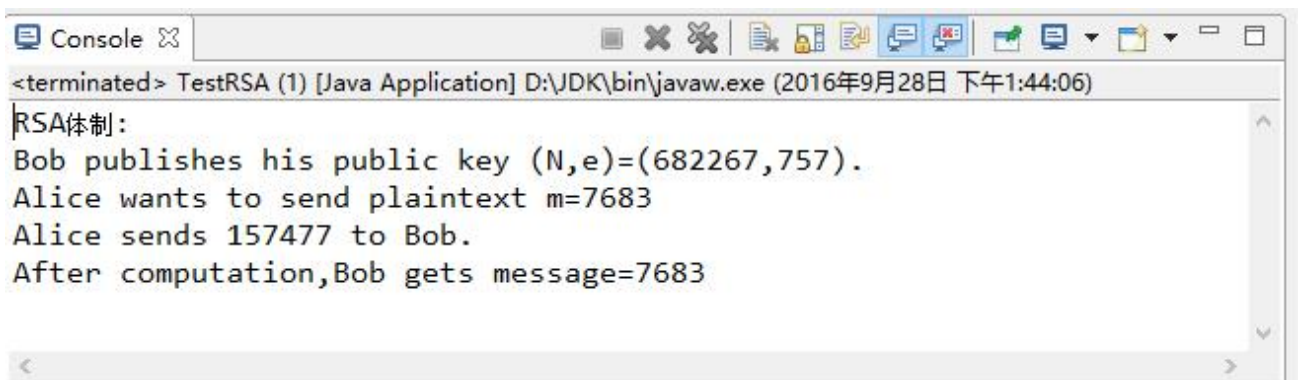 Console
<terminated> TestRSA (1) [Java Application] D:\JDK\bin\javaw.exe (2016年9月28日 下午1:44:06)
RSA体制:
Bob publishes his public key (N,e)=(682267,757).
Alice wants to send plaintext m=7683
Alice sends 157477 to Bob.
After computation,Bob gets message=7683